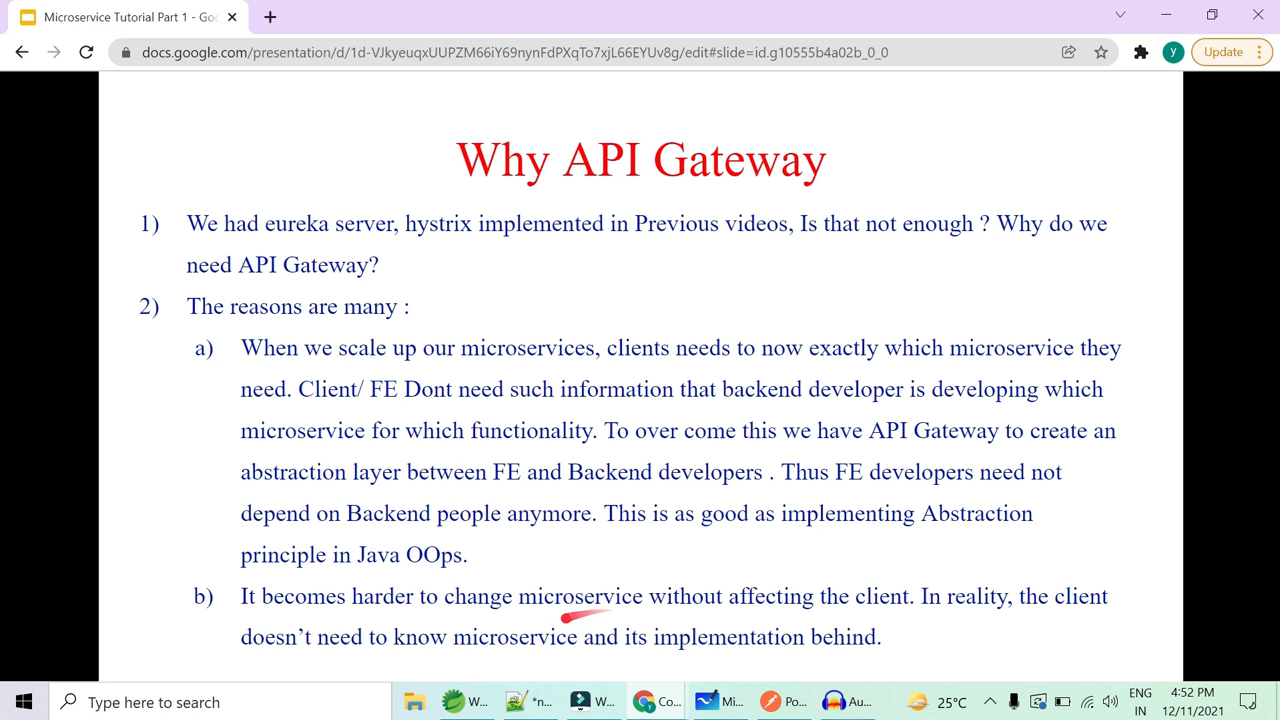 Microservice Tutorial Part 1 - Goo
docs.google.com/presentation/d/1d-VJkyeuqxUUPZM66iY69nynFdPXqTo7xjL66EYUv8g/edit#slide=id.g10555b4a02b_0_0
y
Update
Why API Gateway
1) We had eureka server, hystrix implemented in Previous videos, Is that not enough ? Why do we
need API Gateway?
2) The reasons are many :
a) When we scale up our microservices, clients needs to now exactly which microservice they
need. Client/ FE Dont need such information that backend developer is developing which
microservice for which functionality. To over come this we have API Gateway to create an
abstraction layer between FE and Backend developers . Thus FE developers need not
depend on Backend people anymore. This is as good as implementing Abstraction
principle in Java OOps.
b) It becomes harder to change microservice without affecting the client. In reality, the client
doesn’t need to know microservice and its implementation behind.
Type here to search
W...
*n...
W...
Co...
Mi...
Po...
Au...
25°C
ENG
IN
4:52 PM
12/11/2021